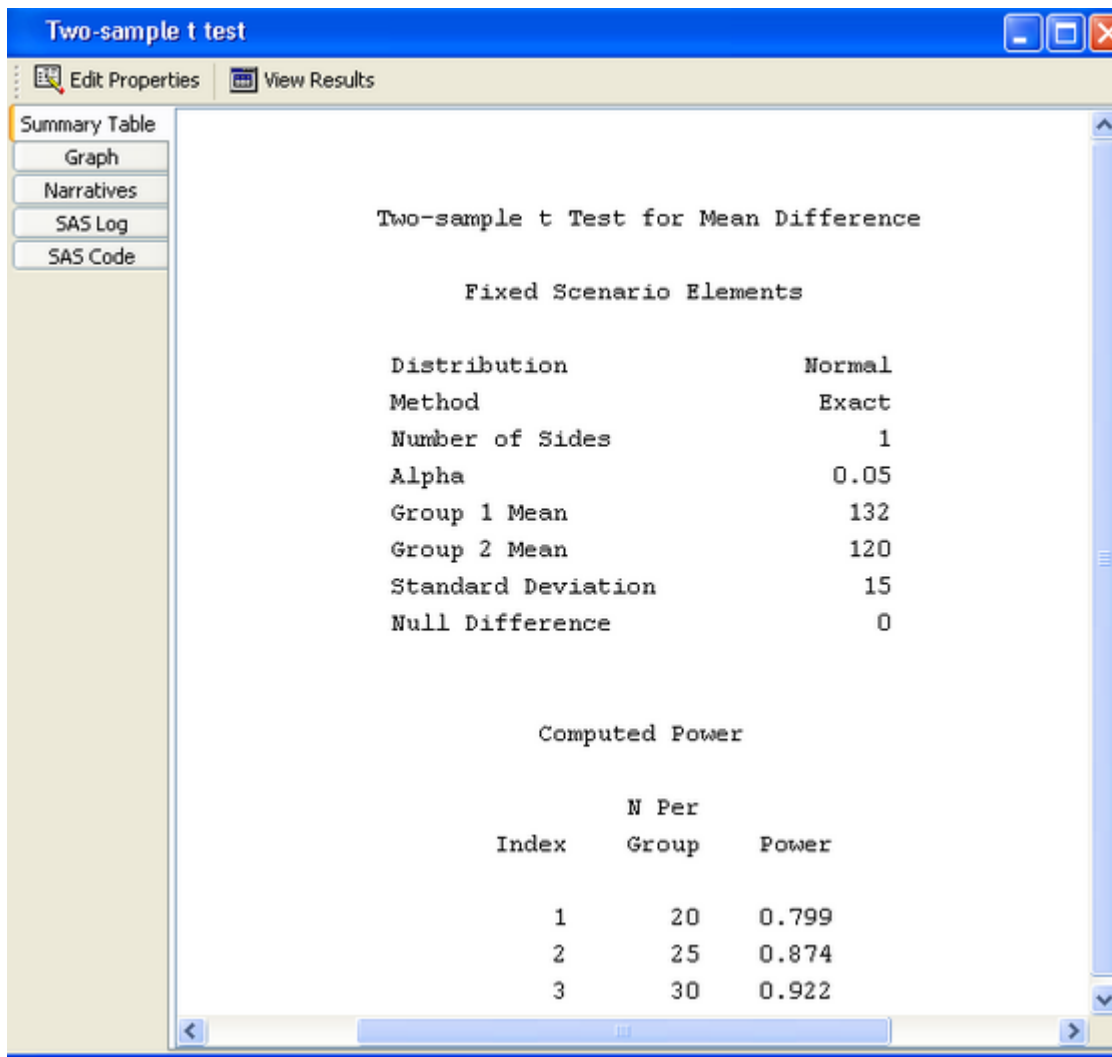 Two-sample t test
Edit Properties View Results
Summary Table
Graph
Narratives
SAS Log
SAS Code
Two-sample t Test for Mean Difference
Fixed Scenario Elements
Distribution Normal
Method Exact
Number of Sides 1
Alpha 0.05
Group 1 Mean 132
Group 2 Mean 120
Standard Deviation 15
Null Difference 0
Computed Power
N Per
Index Group Power
1 20 0.799
2 25 0.874
3 30 0.922